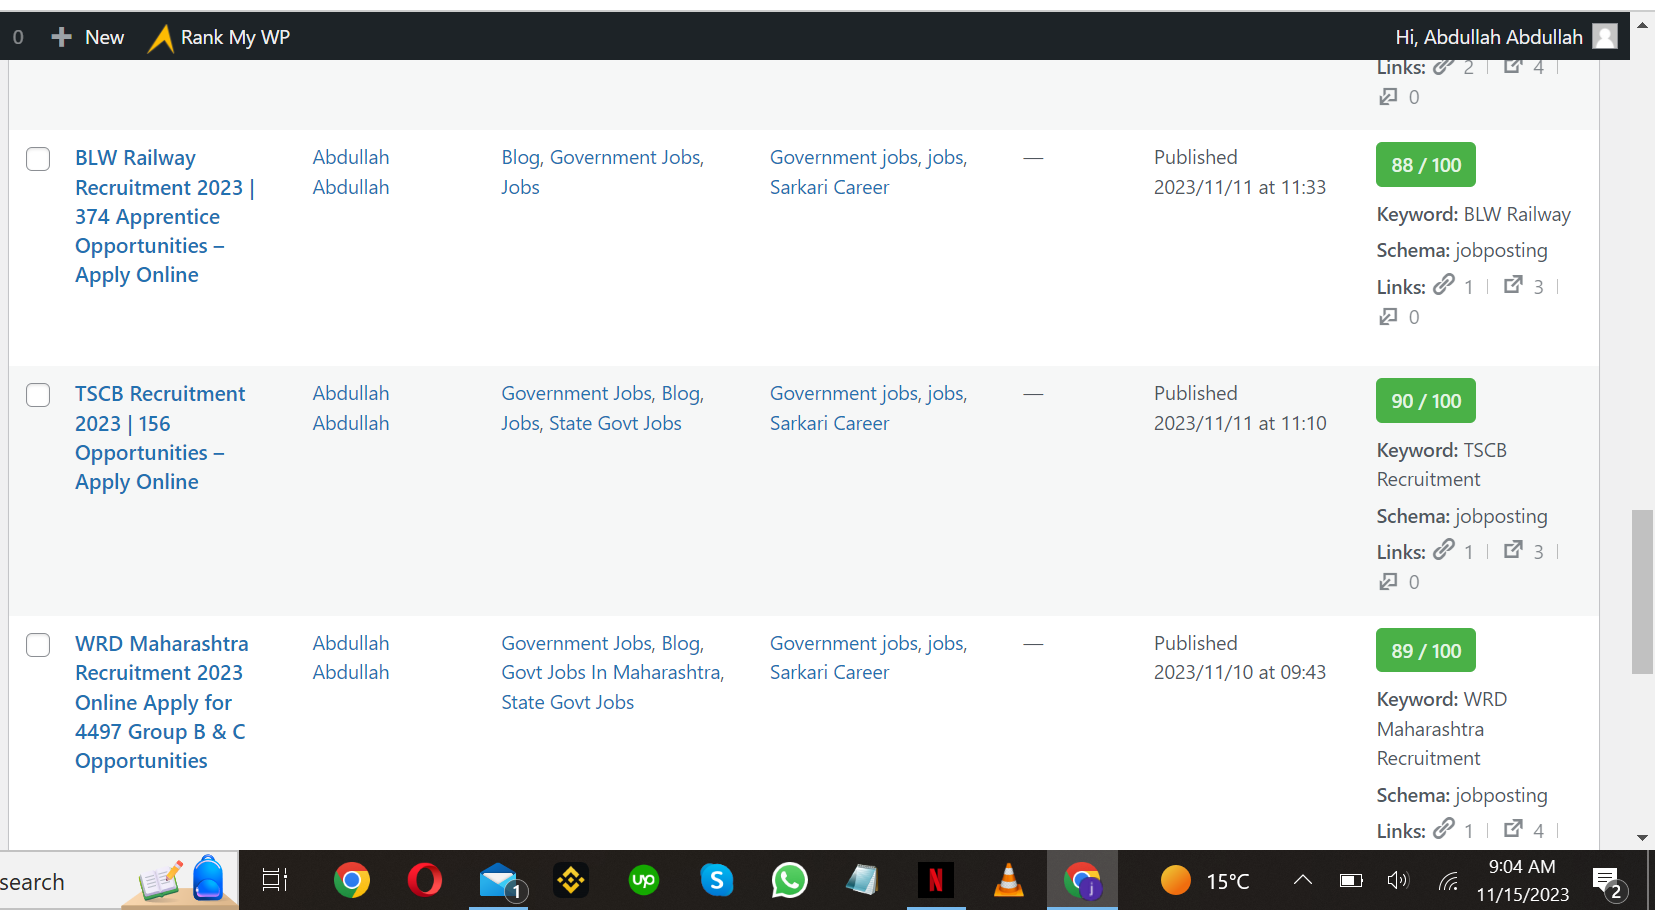 0 New Rank My WP Hi, Abdullah Abdullah
Links: 2 | 4 |
0
BLW Railway
Recruitment 2023 |
374 Apprentice
Opportunities –
Apply Online
Abdullah
Abdullah
Blog, Government Jobs,
Jobs
Government jobs, jobs,
Sarkari Career
—
Published
2023/11/11 at 11:33
88 / 100
Keyword: BLW Railway
Schema: jobposting
Links: 1 | 3 |
0
TSCB Recruitment
2023 | 156
Opportunities –
Apply Online
Abdullah
Abdullah
Government Jobs, Blog,
Jobs, State Govt Jobs
Government jobs, jobs,
Sarkari Career
—
Published
2023/11/11 at 11:10
90 / 100
Keyword: TSCB
Recruitment
Schema: jobposting
Links: 1 | 3 |
0
WRD Maharashtra
Recruitment 2023
Online Apply for
4497 Group B & C
Opportunities
Abdullah
Abdullah
Government Jobs, Blog,
Govt Jobs In Maharashtra,
State Govt Jobs
Government jobs, jobs,
Sarkari Career
—
Published
2023/11/10 at 09:43
89 / 100
Keyword: WRD
Maharashtra
Recruitment
Schema: jobposting
Links: 1 | 4 |
search
1
up
S
N
j
15°C
9:04 AM
11/15/2023
2